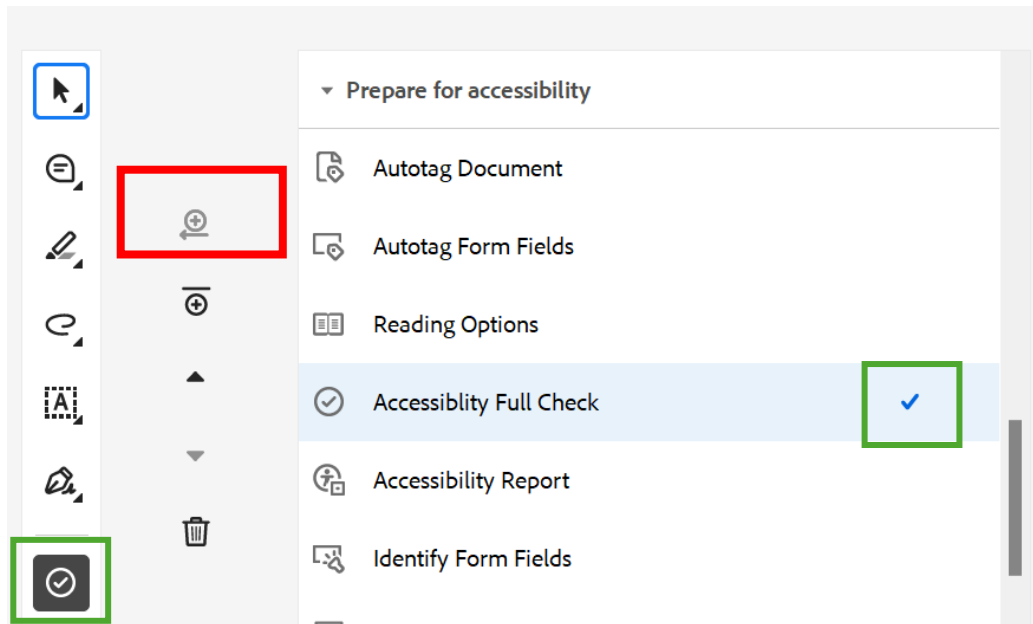 Prepare for accessibility
Autotag Document
Autotag Form Fields
Reading Options
A
Accessiblity Full Check
Accessibility Report
Identify Form Fields